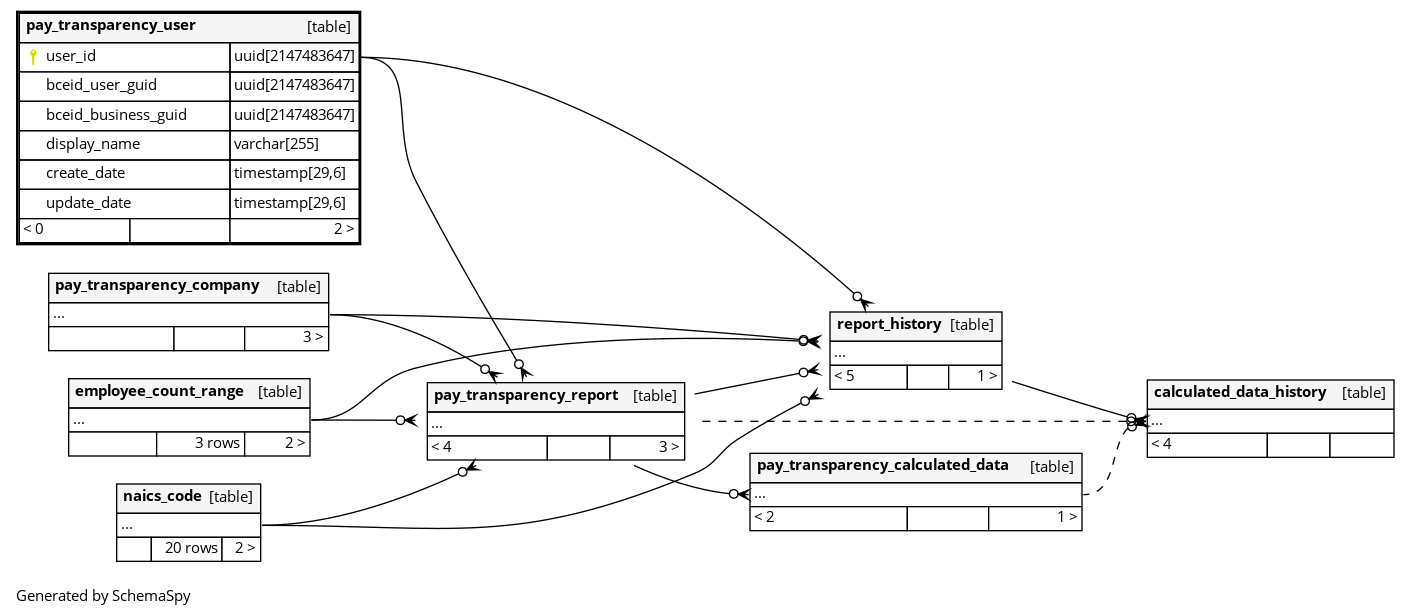 pay_transparency_user [table]
user_id uuid[2147483647]
bceid_user_guid uuid[2147483647]
bceid_business_guid uuid[2147483647]
display_name varchar[255]
create_date timestamp[29,6]
update_date timestamp[29,6]
< 0 2 >
pay_transparency_company [table]
...
3 >
employee_count_range [table]
...
3 rows 2 >
naics_code [table]
...
20 rows 2 >
pay_transparency_report [table]
...
< 4 3 >
report_history [table]
...
< 5 1 >
pay_transparency_calculated_data [table]
...
< 2 1 >
calculated_data_history [table]
...
< 4
Generated by SchemaSpy